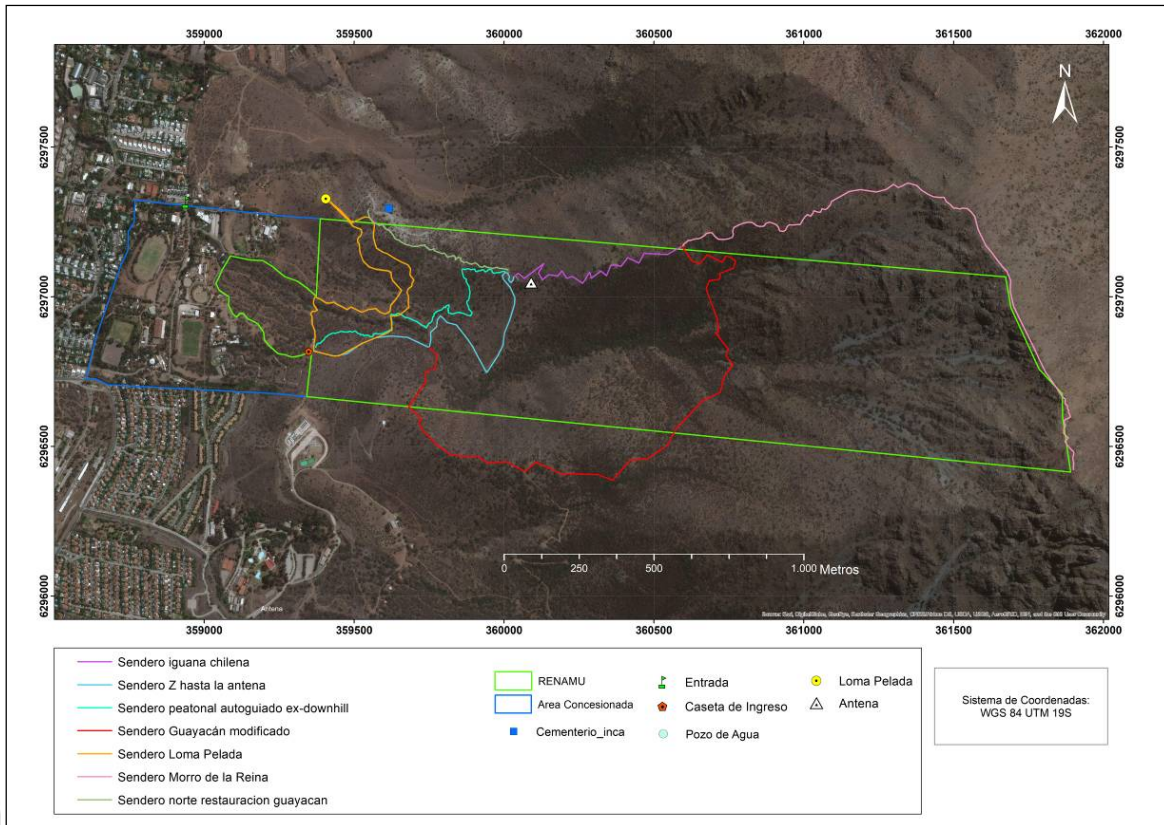 359000 359500 360000 360500 361000 361500 362000
N
6297500 6297500
6297000 6297000
6296500 6296500
0 250 500 1.000 Metros
6296000 6296000
Antena
359000 359500 360000 360500 361000 361500 362000
Sendero iguana chilena
Sendero Z hasta la antena
Sendero peatonal autoguiado ex-downhill
Sendero Guayacán modificado
Sendero Loma Pelada
Sendero Morro de la Reina
Sendero norte restauracion guayacan
RENAMU
Area Concesionada
Cementerio_inca
Entrada
Caseta de Ingreso
Pozo de Agua
Loma Pelada
Antena
Sistema de Coordenadas:
WGS 84 UTM 19S